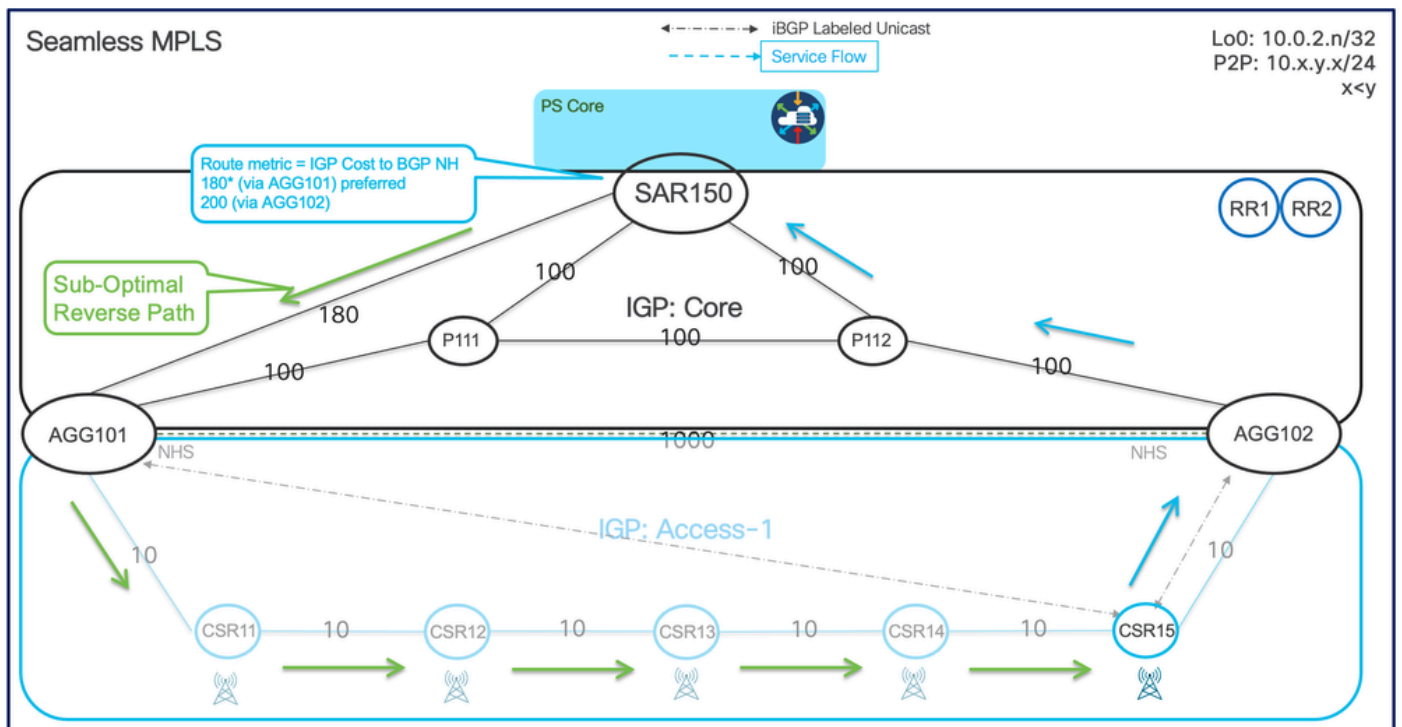 Seamless MPLS
iBGP Labeled Unicast
Service Flow
Lo0: 10.0.2.n/32
P2P: 10.x.y.x/24
x<y
PS Core
Route metric = IGP Cost to BGP NH
180* (via AGG101) preferred
200 (via AGG102)
SAR150
RR1
RR2
Sub-Optimal
Reverse Path
100
100
180
IGP: Core
P111
100
P112
100
100
AGG101
1000
AGG102
NHS
NHS
IGP: Access-1
10
10
CSR11
10
CSR12
10
CSR13
10
CSR14
10
CSR15